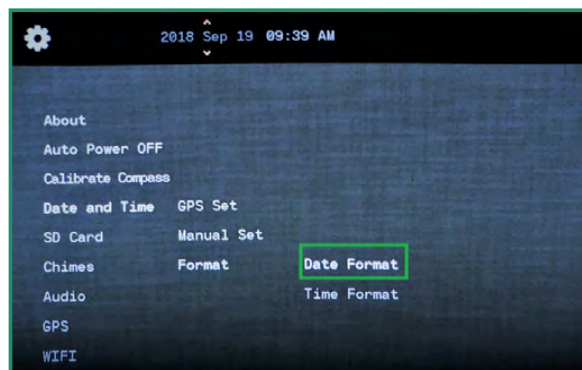 2018 Sep 19 09:39 AM
About
Auto Power OFF
Calibrate Compass
Date and Time GPS Set
SD Card Manual Set
Chimes Format Date Format
Audio Time Format
GPS
WIFI